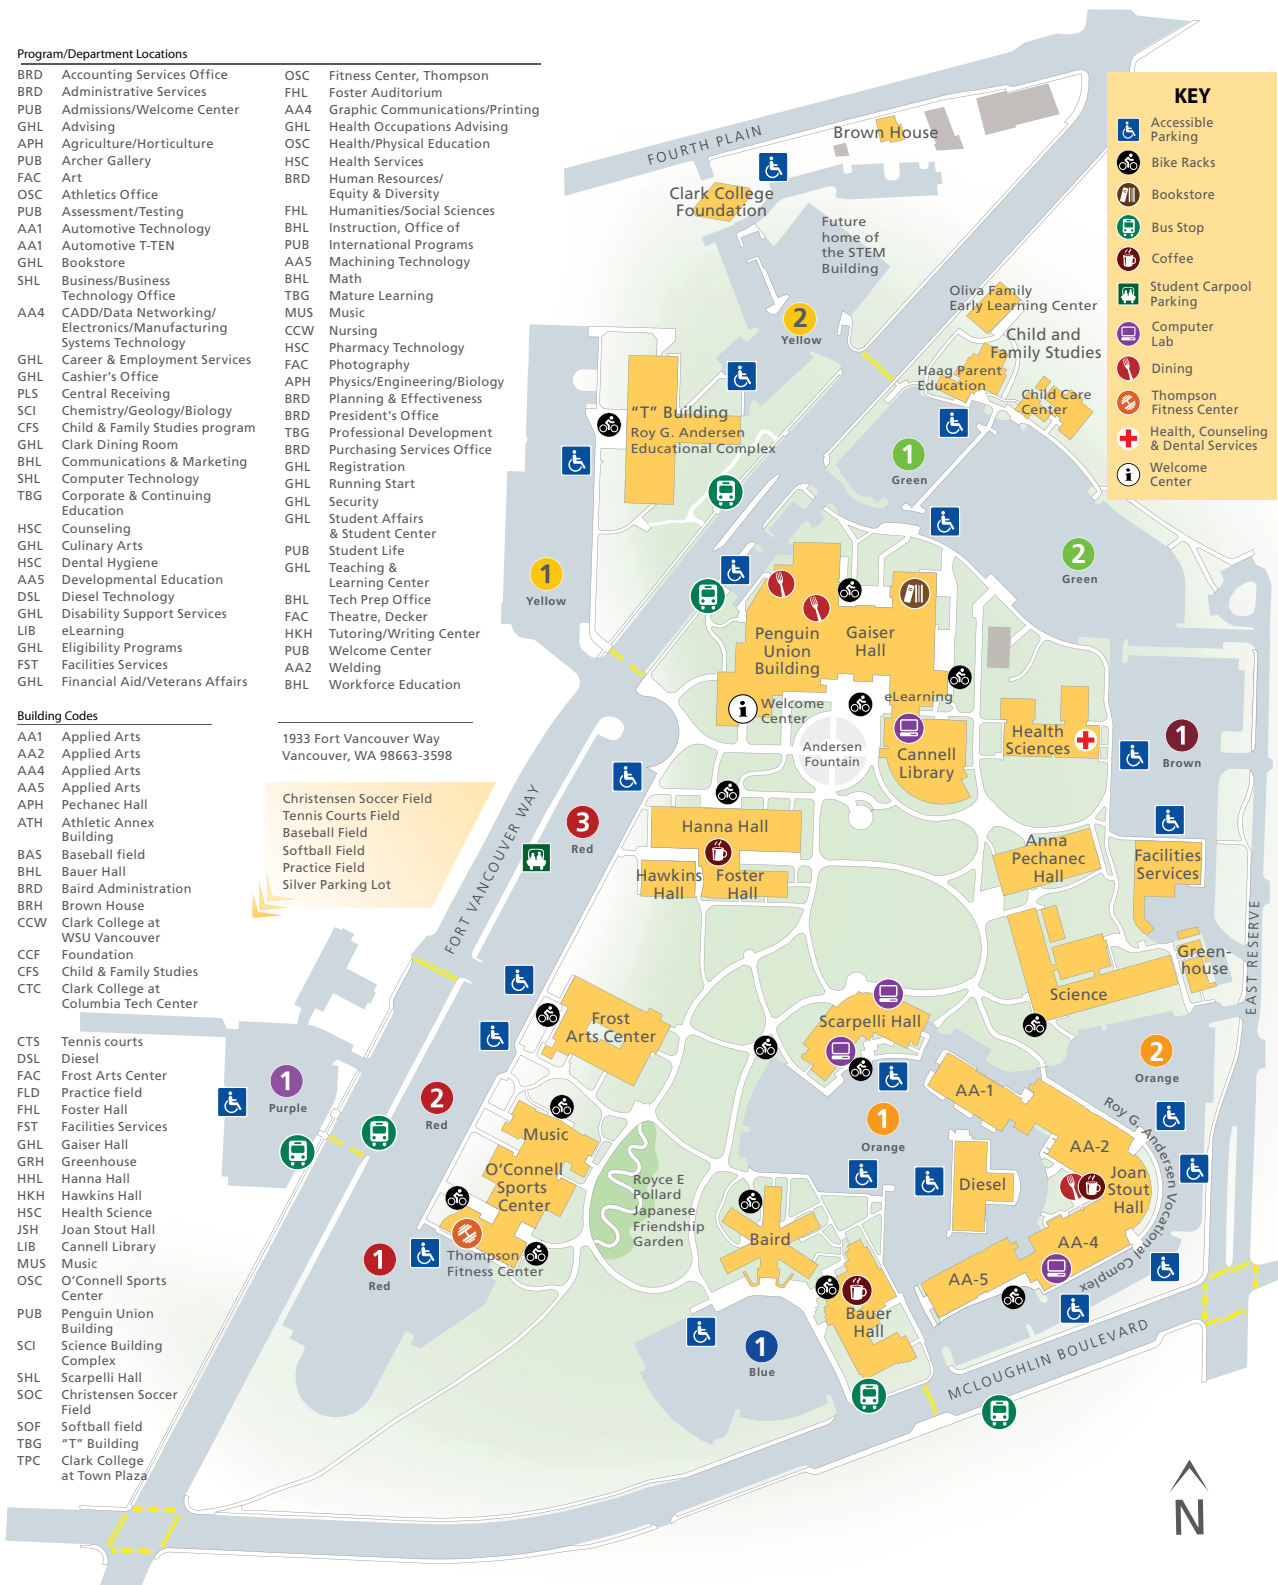 Program/Department Locations
BRD Accounting Services Office
BRD Administrative Services
PUB Admissions/Welcome Center
GHL Advising
APH Agriculture/Horticulture
PUB Archer Gallery
FAC Art
OSC Athletics Office
PUB Assessment/Testing
AA1 Automotive Technology
AA1 Automotive T-TEN
GHL Bookstore
SHL Business/Business
Technology Office
AA4 CADD/Data Networking/
Electronics/Manufacturing
Systems Technology
GHL Career & Employment Services
GHL Cashier's Office
PLS Central Receiving
SCI Chemistry/Geology/Biology
CFS Child & Family Studies program
GHL Clark Dining Room
BHL Communications & Marketing
SHL Computer Technology
TBG Corporate & Continuing
Education
HSC Counseling
GHL Culinary Arts
HSC Dental Hygiene
AA5 Developmental Education
DSL Diesel Technology
GHL Disability Support Services
LIB eLearning
GHL Eligibility Programs
FST Facilities Services
GHL Financial Aid/Veterans Affairs
OSC Fitness Center, Thompson
FHL Foster Auditorium
AA4 Graphic Communications/Printing
GHL Health Occupations Advising
OSC Health/Physical Education
HSC Health Services
BRD Human Resources/
Equity & Diversity
FHL Humanities/Social Sciences
BHL Instruction, Office of
PUB International Programs
AA5 Machining Technology
BHL Math
TBG Mature Learning
MUS Music
CCW Nursing
HSC Pharmacy Technology
FAC Photography
APH Physics/Engineering/Biology
BRD Planning & Effectiveness
BRD President's Office
TBG Professional Development
BRD Purchasing Services Office
GHL Registration
GHL Running Start
GHL Security
GHL Student Affairs
& Student Center
PUB Student Life
GHL Teaching &
Learning Center
BHL Tech Prep Office
FAC Theatre, Decker
HKH Tutoring/Writing Center
PUB Welcome Center
AA2 Welding
BHL Workforce Education
Building Codes
AA1 Applied Arts
AA2 Applied Arts
AA4 Applied Arts
AA5 Applied Arts
APH Pechanec Hall
ATH Athletic Annex
Building
BAS Baseball field
BHL Bauer Hall
BRD Baird Administration
BRH Brown House
CCW Clark College at
WSU Vancouver
CCF Foundation
CFS Child & Family Studies
CTC Clark College at
Columbia Tech Center
CTS Tennis courts
DSL Diesel
FAC Frost Arts Center
FLD Practice field
FHL Foster Hall
FST Facilities Services
GHL Gaiser Hall
GRH Greenhouse
HHL Hanna Hall
HKH Hawkins Hall
HSC Health Science
JSH Joan Stout Hall
LIB Cannell Library
MUS Music
OSC O'Connell Sports
Center
PUB Penguin Union
Building
SCI Science Building
Complex
SHL Scarpelli Hall
SOC Christensen Soccer
Field
SOF Softball field
TBG "T" Building
TPC Clark College
at Town Plaza
1933 Fort Vancouver Way
Vancouver, WA 98663-3598
Christensen Soccer Field
Tennis Courts Field
Baseball Field
Softball Field
Practice Field
Silver Parking Lot
KEY
Accessible
Parking
Bike Racks
Bookstore
Bus Stop
Coffee
Student Carpool
Parking
Computer
Lab
Dining
Thompson
Fitness Center
Health, Counseling
& Dental Services
i Welcome
Center
FOURTH PLAIN
Brown House
Clark College
Foundation
Future
home of
the STEM
Building
2
Yellow
Oliva Family
Early Learning Center
Child and
Family Studies
Haag Parent
Education
Child Care
Center
"T" Building
Roy G. Andersen
Educational Complex
1
Green
2
Green
1
Yellow
Penguin
Union
Building
Gaiser
Hall
i Welcome
Center
eLearning
Andersen
Fountain
Cannell
Library
Health
Sciences
1
Brown
FORT VANCOUVER WAY
3
Red
Hanna Hall
Hawkins
Hall
Foster
Hall
Anna
Pechanec
Hall
Facilities
Services
Green-
house
EAST RESERVE
Science
Frost
Arts Center
Scarpelli Hall
2
Orange
1
Purple
2
Red
Music
O'Connell
Sports
Center
1
Orange
AA-1
AA-2
Roy G. Andersen Vocational Complex
Joan
Stout
Hall
Diesel
Royce E
Pollard
Japanese
Friendship
Garden
Baird
AA-4
AA-5
1
Red
Thompson
Fitness Center
Bauer
Hall
1
Blue
MCLOUGHLIN BOULEVARD
N